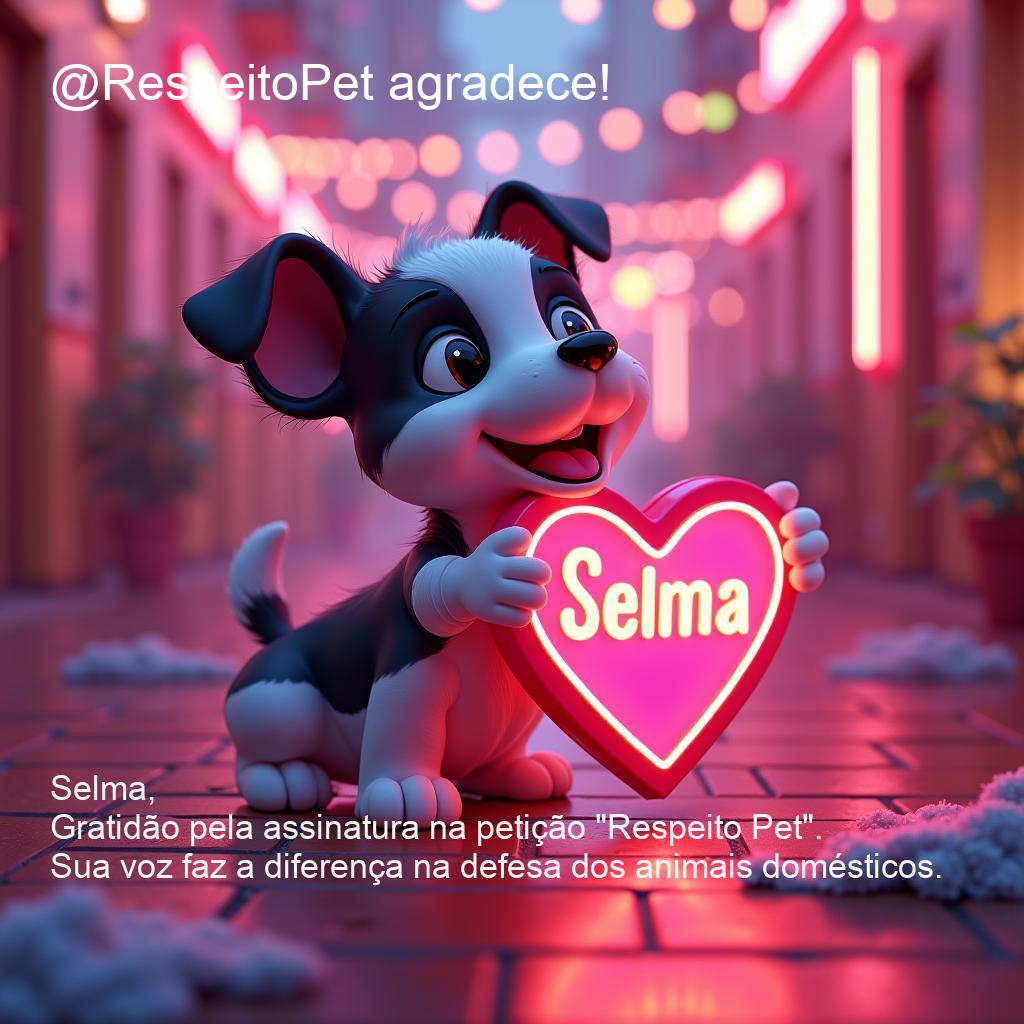 @RespeitoPet agradece!
Selma
Selma,
Gratidão pela assinatura na petição "Respeito Pet".
Sua voz faz a diferença na defesa dos animais domésticos.